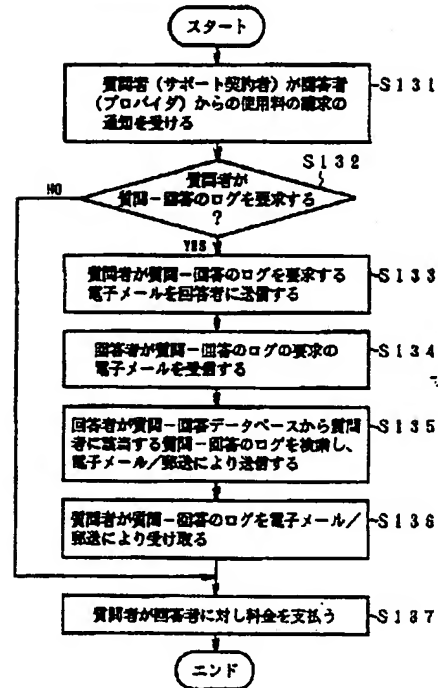 スタート
質問者(サポート契約者)が回答者
(プロバイダ)からの使用料の請求の
通知を受ける
S131
S132
質問者が
質問-回答のログを要求する
?
NO
YES
質問者が質問-回答のログを要求する
電子メールを回答者に送信する
S133
回答者が質問-回答のログの要求の
電子メールを受信する
S134
回答者が質問-回答データベースから質問
者に該当する質問-回答のログを検索し、
電子メール/郵送により送信する
S135
質問者が質問-回答のログを電子メール/
郵送により受け取る
S136
質問者が回答者に対し料金を支払う
S137
エンド